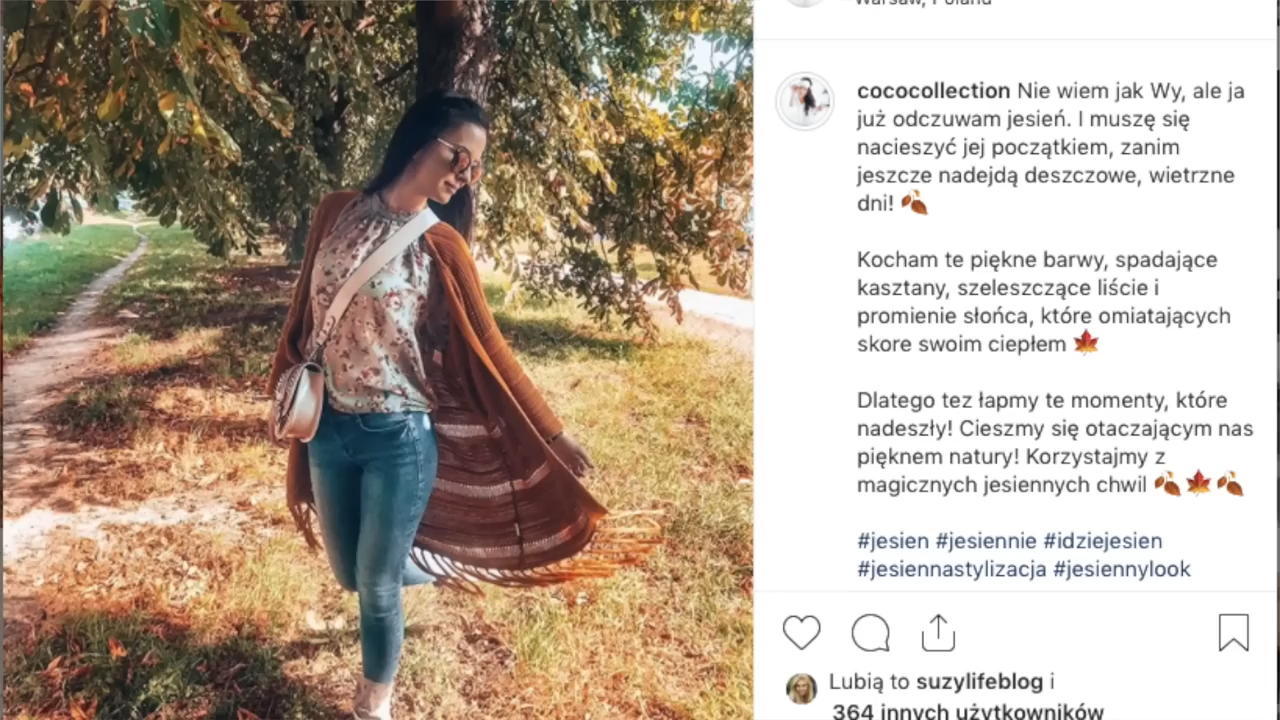 Warsaw, Poland
cococollection Nie wiem jak Wy, ale ja
już odczuwam jesień. I muszę się
nacieszyć jej początkiem, zanim
jeszcze nadejdą deszczowe, wietrzne
dni! 🍂
Kocham te piękne barwy, spadające
kasztany, szeleszczące liście i
promienie słońca, które omiatających
skore swoim ciepłem 🍁
Dlatego tez łapmy te momenty, które
nadeszły! Cieszmy się otaczającym nas
pięknem natury! Korzystajmy z
magicznych jesiennych chwil 🍂🍁🍂
#jesien #jesiennie #idziejesien
#jesiennastylizacja #jesiennylook
Lubią to suzylifeblog i
364 innych użytkowników